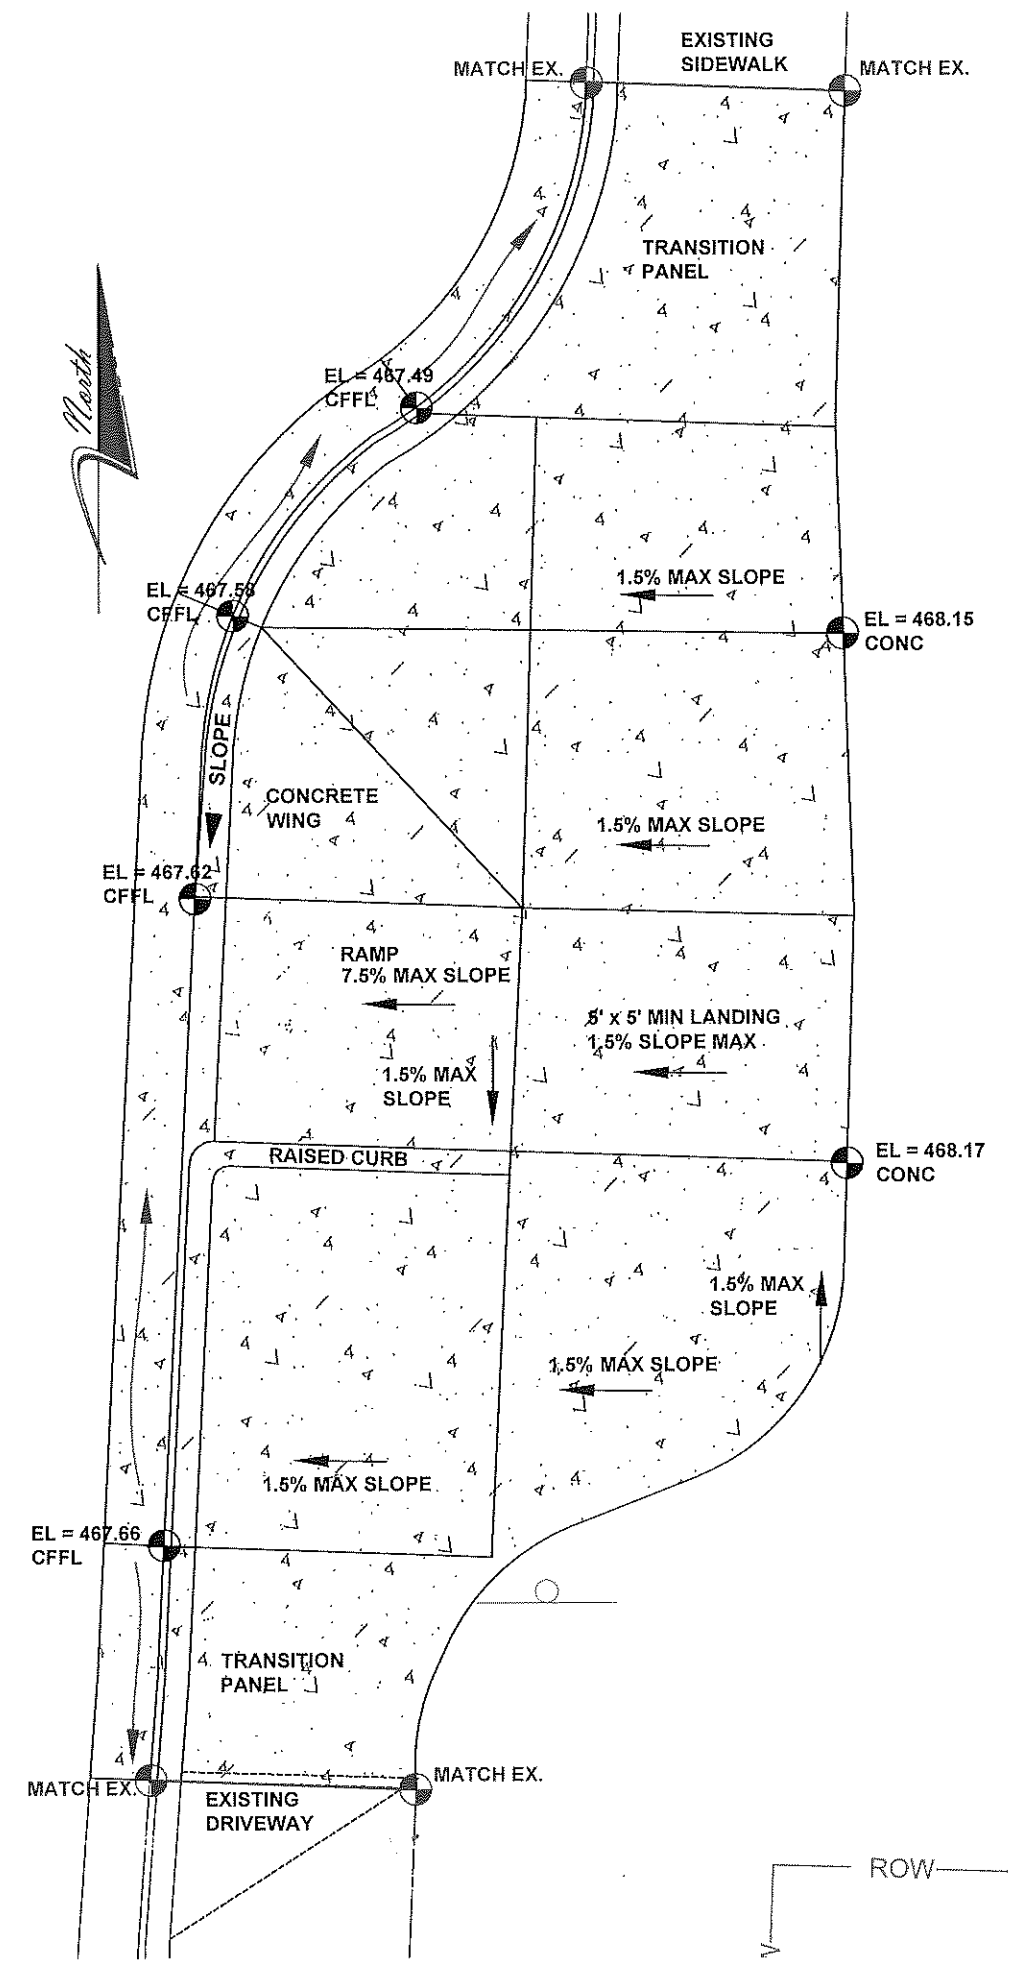 EXISTING
SIDEWALK
MATCH EX.
MATCH EX.
TRANSITION
PANEL
North
EL = 467.49
CFFL
1.5% MAX SLOPE
EL = 467.58
CFFL
EL = 468.15
CONC
SLOPE
CONCRETE
WING
1.5% MAX SLOPE
EL = 467.62
CFFL
RAMP
7.5% MAX SLOPE
5' x 5' MIN LANDING
1.5% SLOPE MAX
1.5% MAX
SLOPE
RAISED CURB
EL = 468.17
CONC
1.5% MAX
SLOPE
1.5% MAX SLOPE
1.5% MAX SLOPE
EL = 467.66
CFFL
TRANSITION
PANEL
MATCH EX.
MATCH EX.
EXISTING
DRIVEWAY
ROW